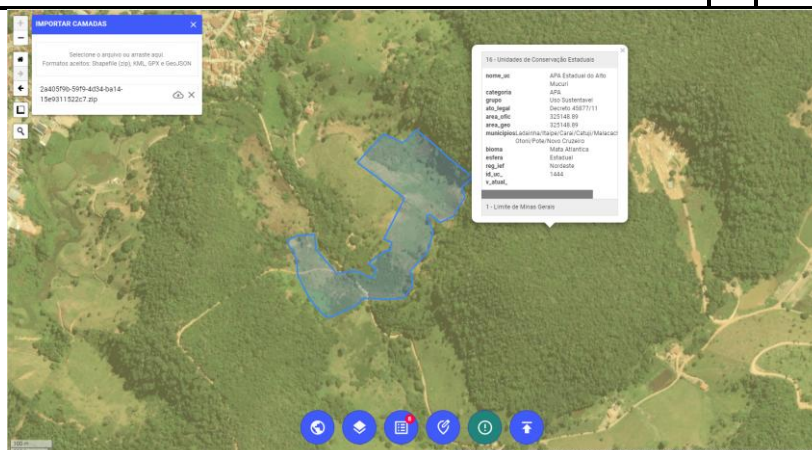 IMPORTAR CAMADAS
Selecione o arquivo ou arraste aqui
Formatos aceitos: Shapefile (zip), KML, GPX e GeoJSON
2a405f9b-59f9-4d34-ba14-
15e9311522c7.zip
16 - Unidades de Conservação Estaduais
nome_uc APA Estadual do Alto
Mucuri
categoria APA
grupo Uso Sustentavel
ato_legal Decreto 45877/11
area_ofic 325148.89
area_geo 325148.89
municipios Ladainha/Itaipe/Carai/Catuji/Malacach
Otoni/Pote/Novo Cruzeiro
bioma Mata Atlantica
esfera Estadual
reg_ief Nordeste
id_uc_ 1444
v_atual_
1 - Limite de Minas Gerais